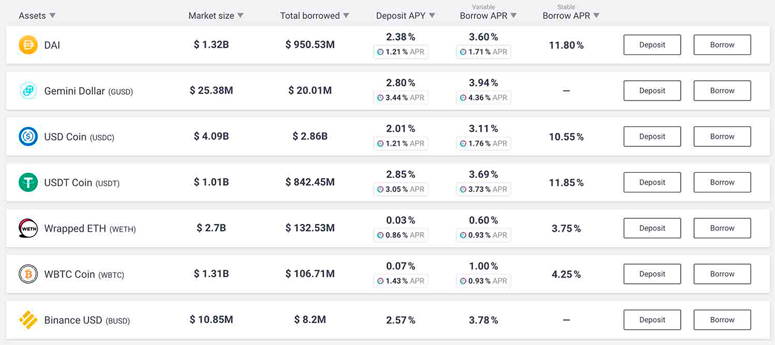 Assets Market size Total borrowed Deposit APY Variable Borrow APR Stable Borrow APR
DAI $ 1.32B $ 950.53M 2.38 % 3.60 % 11.80 % Deposit Borrow
1.21 % APR 1.71 % APR
Gemini Dollar (GUSD) $ 25.38M $ 20.01M 2.80 % 3.94 % — Deposit Borrow
3.44 % APR 4.36 % APR
USD Coin (USDC) $ 4.09B $ 2.86B 2.01 % 3.11 % 10.55 % Deposit Borrow
1.21 % APR 1.76 % APR
USDT Coin (USDT) $ 1.01B $ 842.45M 2.85 % 3.69 % 11.85 % Deposit Borrow
3.05 % APR 3.73 % APR
WETH Wrapped ETH (WETH) $ 2.7B $ 132.53M 0.03 % 0.60 % 3.75 % Deposit Borrow
0.86 % APR 0.93 % APR
WBTC Coin (WBTC) $ 1.31B $ 106.71M 0.07 % 1.00 % 4.25 % Deposit Borrow
1.43 % APR 0.93 % APR
Binance USD (BUSD) $ 10.85M $ 8.2M 2.57 % 3.78 % — Deposit Borrow